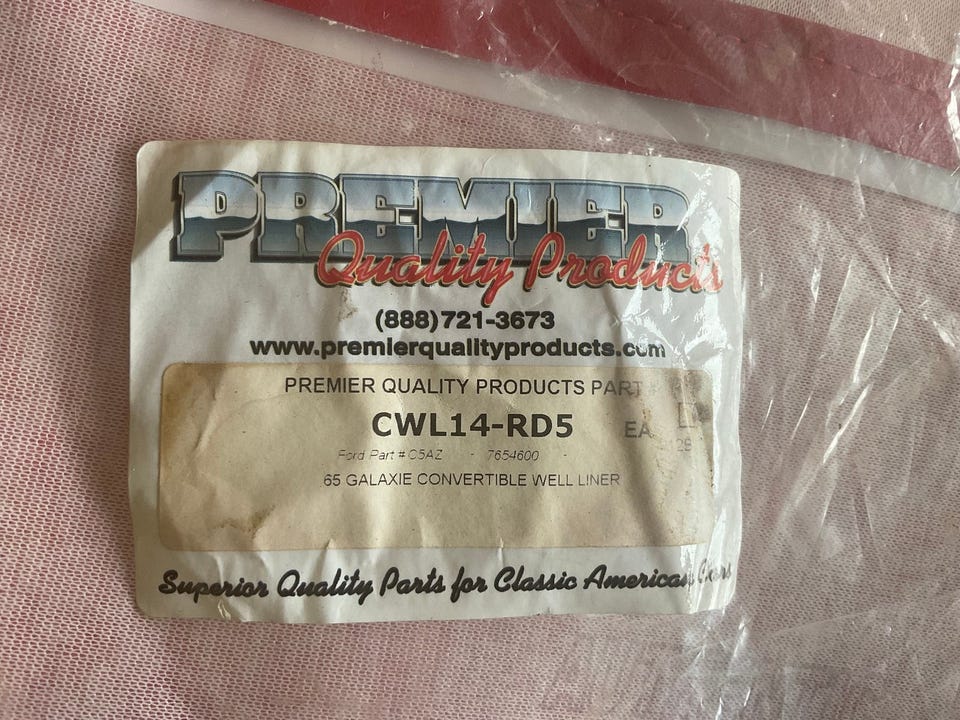 PREMIER
Quality Products
(888)721-3673
www.premierqualityproducts.com
PREMIER QUALITY PRODUCTS PART #
CWL14-RD5 EA
Ford Part # C5AZ - 7654600 -
65 GALAXIE CONVERTIBLE WELL LINER
Superior Quality Parts for Classic American Cars